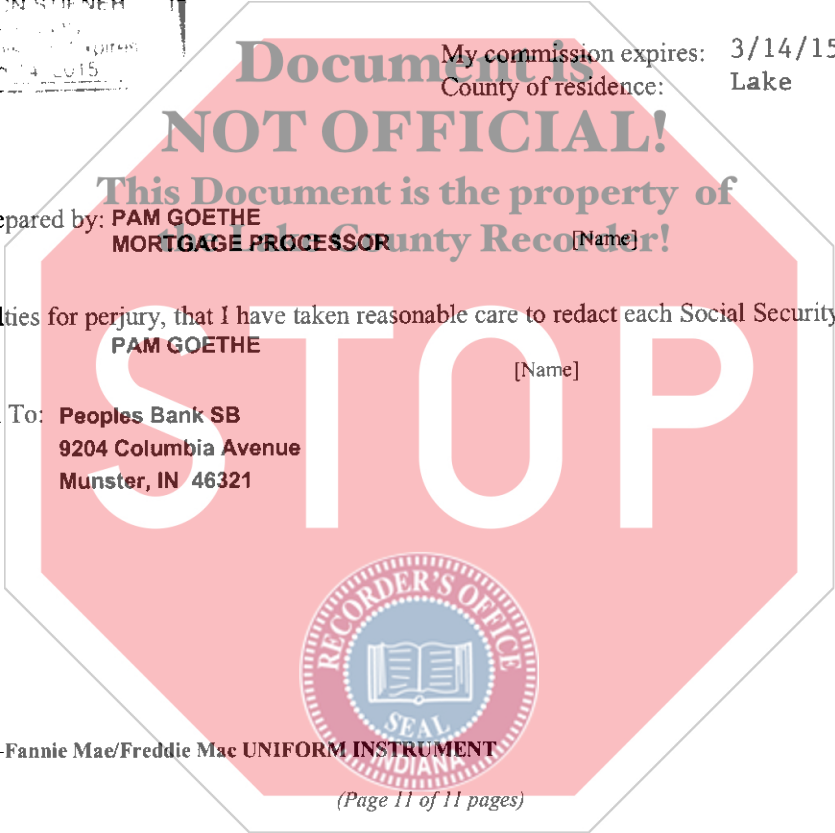 My commission expires: 3/14/15
County of residence: Lake
Document is
NOT OFFICIAL!
This Document is the property of
the Lake County Recorder!
epared by: PAM GOETHE
MORTGAGE PROCESSOR [Name]
lties for perjury, that I have taken reasonable care to redact each Social Security
PAM GOETHE
[Name]
To: Peoples Bank SB
9204 Columbia Avenue
Munster, IN 46321
STOP
RECORDER'S OFFICE
SEAL
INDIANA
-Fannie Mae/Freddie Mac UNIFORM INSTRUMENT
(Page 11 of 11 pages)